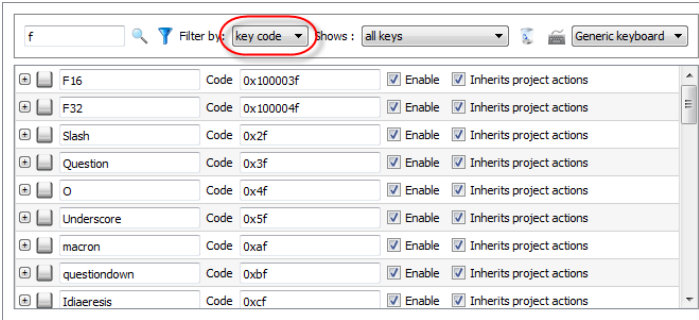 f Filter by: key code Shows : all keys Generic keyboard
F16 Code 0x100003f Enable Inherits project actions
F32 Code 0x100004f Enable Inherits project actions
Slash Code 0x2f Enable Inherits project actions
Question Code 0x3f Enable Inherits project actions
O Code 0x4f Enable Inherits project actions
Underscore Code 0x5f Enable Inherits project actions
macron Code 0xaf Enable Inherits project actions
questiondown Code 0xbf Enable Inherits project actions
Idiaeresis Code 0xcf Enable Inherits project actions